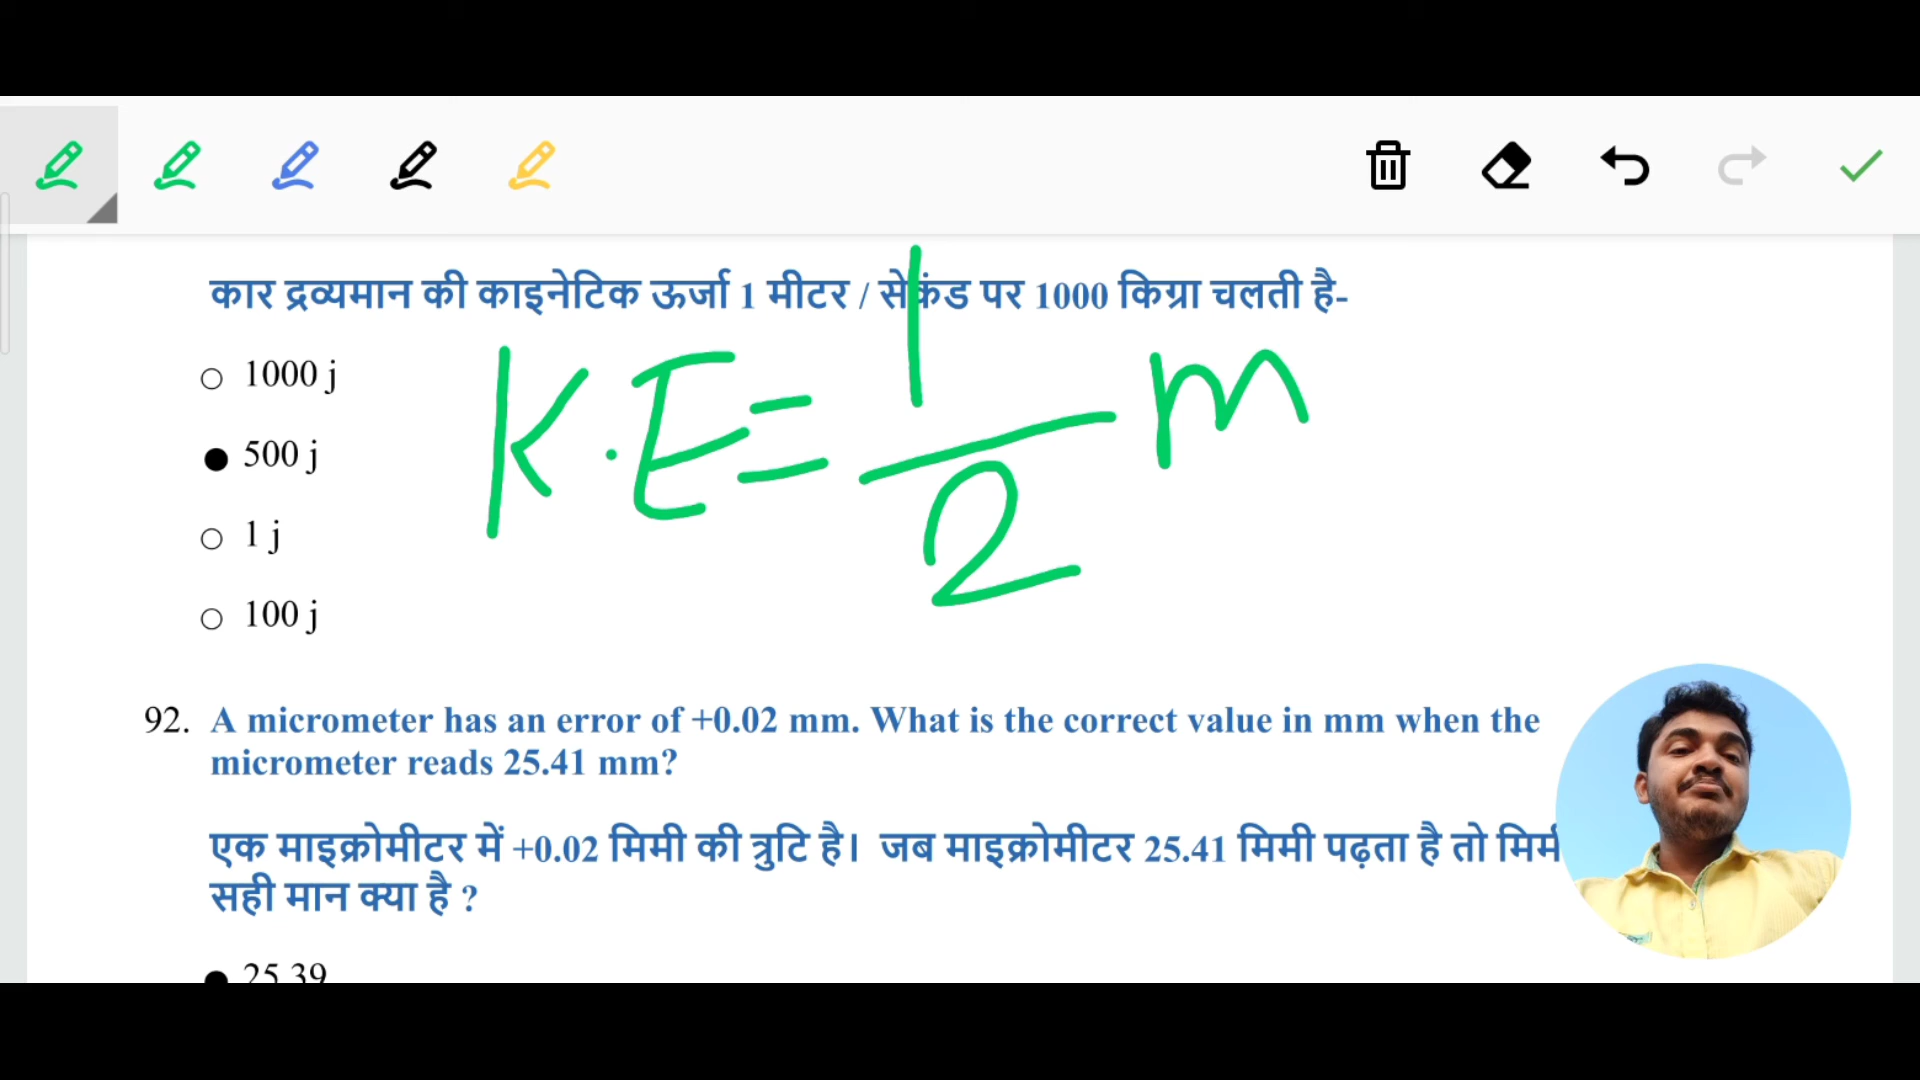 कार द्रव्यमान की काइनेटिक ऊर्जा 1 मीटर / सेकंड पर 1000 किग्रा चलती है-
1000 j
K.E= 1/2 m
500 j
1 j
100 j
92. A micrometer has an error of +0.02 mm. What is the correct value in mm when the
micrometer reads 25.41 mm?
एक माइक्रोमीटर में +0.02 मिमी की त्रुटि है। जब माइक्रोमीटर 25.41 मिमी पढ़ता है तो
सही मान क्या है ?
25.39